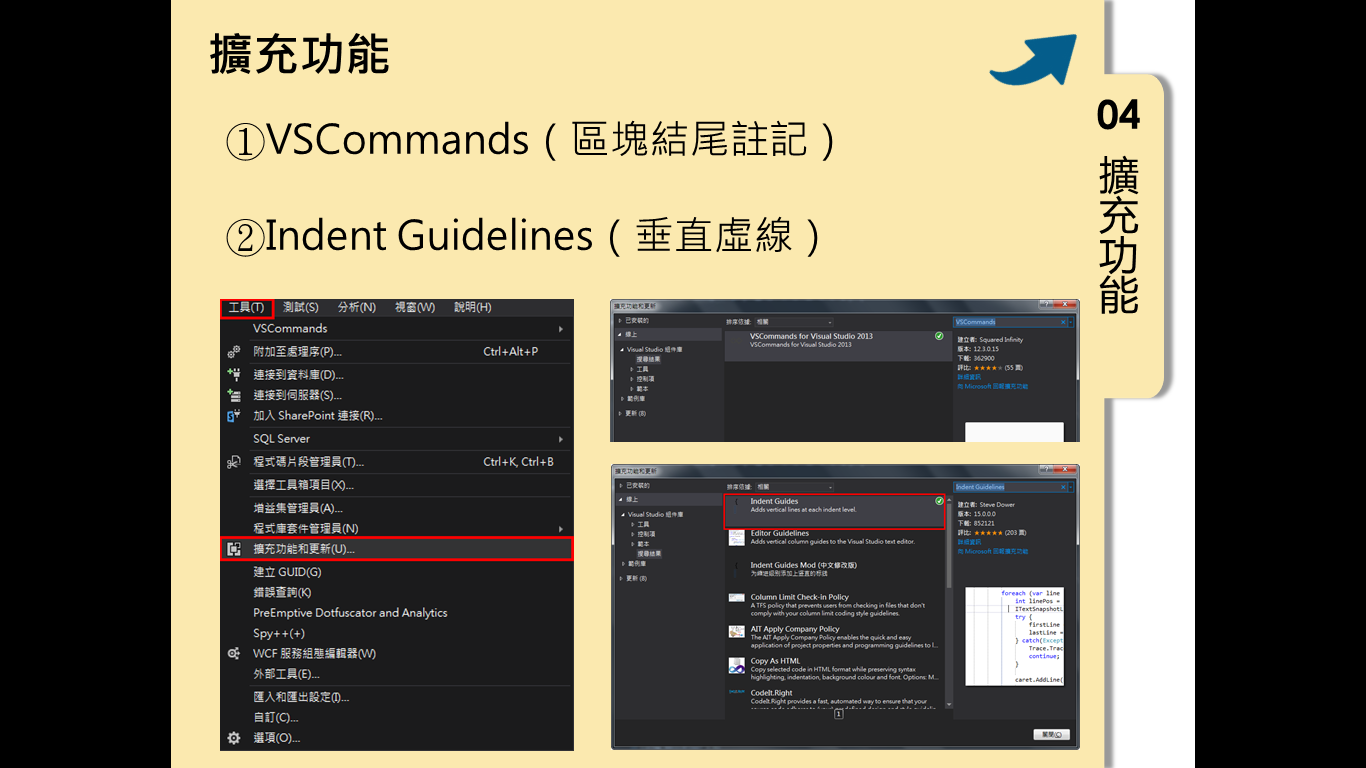 擴充功能
①VSCommands（區塊結尾註記）
②Indent Guidelines（垂直虛線）
04
擴充功能
工具(T) 測試(S) 分析(N) 視窗(W) 說明(H)
VSCommands
附加至處理序(P)... Ctrl+Alt+P
連接到資料庫(D)...
連接到伺服器(S)...
加入 SharePoint 連接(R)...
SQL Server
程式碼片段管理員(T)... Ctrl+K, Ctrl+B
選擇工具箱項目(X)...
增益集管理員(A)...
程式庫套件管理員(N)
擴充功能和更新(U)...
建立 GUID(G)
錯誤查詢(K)
PreEmptive Dotfuscator and Analytics
Spy++(+)
WCF 服務組態編輯器(W)
外部工具(E)...
匯入和匯出設定(I)...
自訂(C)...
選項(O)...
擴充功能和更新
已安裝的
線上
Visual Studio 組件庫
搜尋結果
工具
控制項
範本
範例庫
更新 (8)
排序依據: 相關
VSCommands for Visual Studio 2013
VSCommands for Visual Studio 2013
VSCommands
建立者: Squared Infinity
版本: 12.3.0.15
下載: 362900
評比: ★★★★★ (55 票)
詳細資訊
向 Microsoft 回報擴充功能
擴充功能和更新
已安裝的
線上
Visual Studio 組件庫
工具
控制項
範本
搜尋結果
範例庫
更新 (8)
排序依據: 相關
Indent Guides
Adds vertical lines at each indent level.
Editor Guidelines
Adds vertical column guides to the Visual Studio text editor.
Indent Guides Mod (中文修改版)
为缩进级别添加上竖直的标线
Column Limit Check-in Policy
A TFS policy that prevents users from checking in files that don't
comply with your column limit coding style guidelines.
AIT Apply Company Policy
The AIT Apply Company Policy enables the quick and easy
application of project properties and programming guidelines to l...
Copy As HTML
Copy selected code in HTML format while preserving syntax
highlighting, indentation, background colour and font. Options: M...
CodeIt.Right
CodeIt.Right provides a fast, automated way to ensure that your
1
Indent Guidelines
建立者: Steve Dower
版本: 15.0.0.0
下載: 852121
評比: ★★★★★ (203 票)
詳細資訊
向 Microsoft 回報擴充功能
foreach (var line
int linePos =
ITextSnapshotL
try {
firstLine
lastLine =
} catch(Except
Trace.Trac
continue;
}
caret.AddLine(
關閉(C)